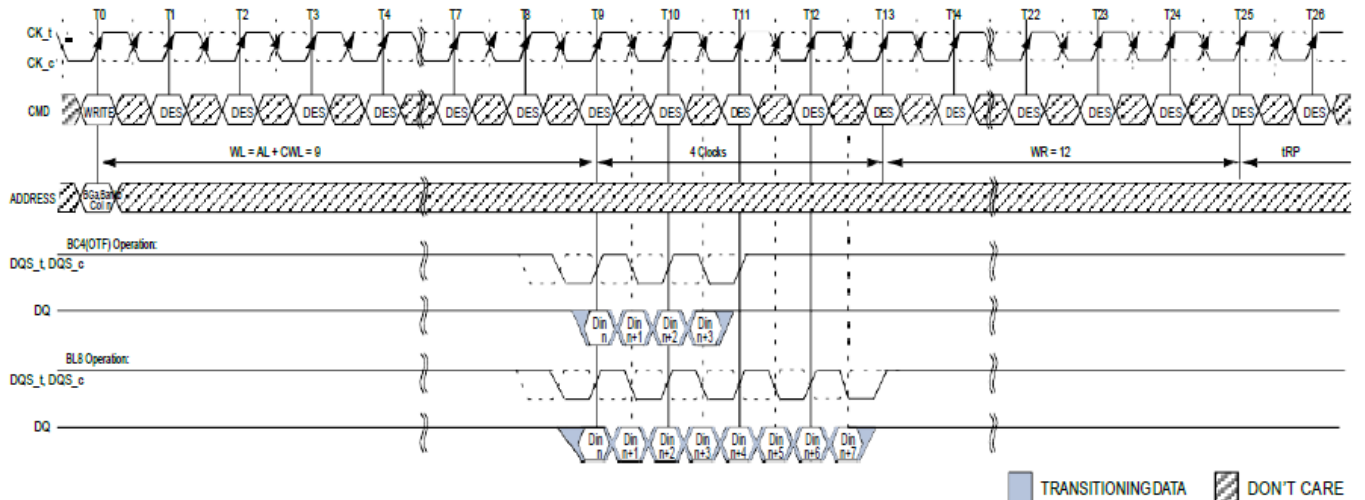 T0 T1 T2 T3 T4 T7 T8 T9 T10 T11 T12 T13 T14 T22 T23 T24 T25 T26
CK_t
CK_c
CMD WRITE DES DES DES DES DES DES DES DES DES DES DES DES DES DES DES DES DES
WL = AL + CWL = 9 4 Clocks WR = 12 tRP
ADDRESS BGa,Bankb
Col n
BC4(OTF) Operation:
DQS_t, DQS_c
DQ Din n Din n+1 Din n+2 Din n+3
BL8 Operation:
DQS_t, DQS_c
DQ Din n Din n+1 Din n+2 Din n+3 Din n+4 Din n+5 Din n+6 Din n+7
TRANSITIONING DATA DON'T CARE